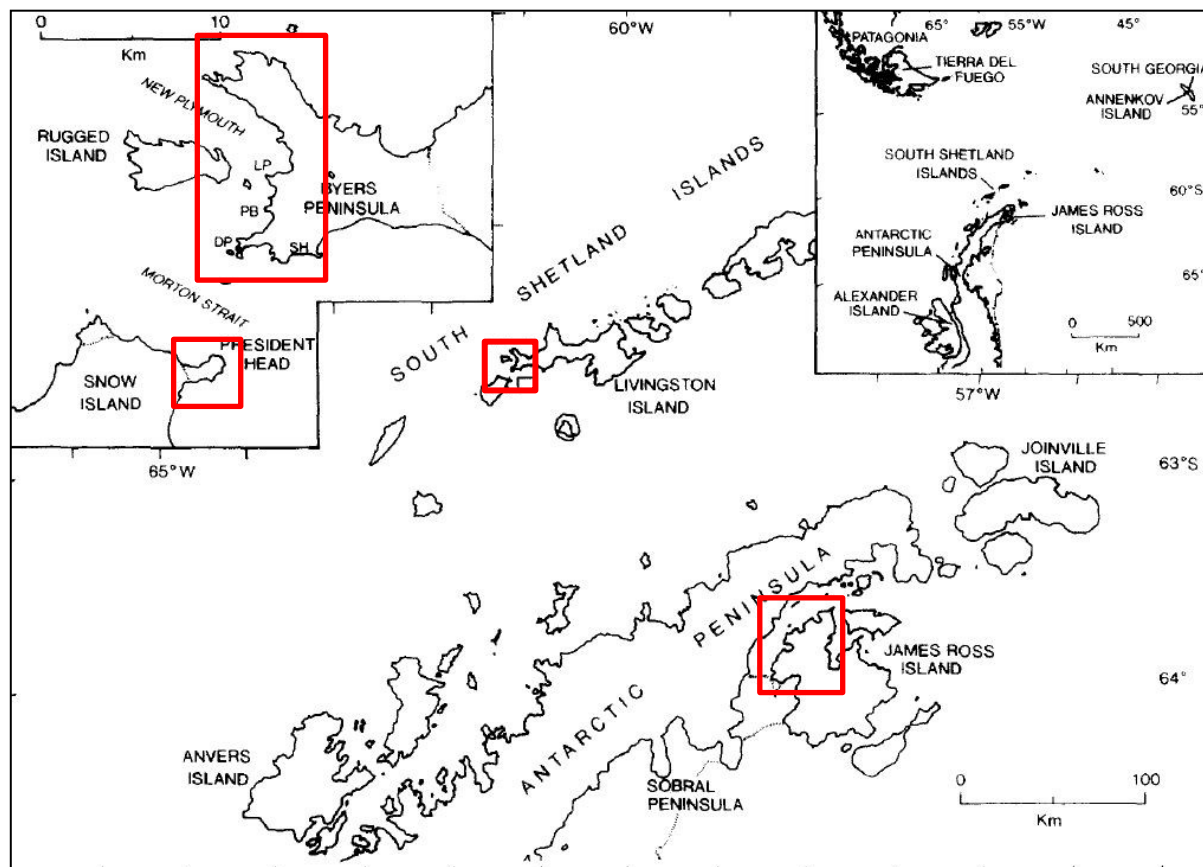 0 10
Km
NEW PLYMOUTH
RUGGED
ISLAND
LP
BYERS
PENINSULA
PB
DP
SH
MORTON STRAIT
PRESIDENT
HEAD
SNOW
ISLAND
65°W
60°W
SOUTH SHETLAND ISLANDS
LIVINGSTON
ISLAND
65° 55°W 45°
PATAGONIA
TIERRA DEL
FUEGO
SOUTH GEORGIA
ANNENKOV
ISLAND
55°
SOUTH SHETLAND
ISLANDS
60°S
JAMES ROSS
ISLAND
ANTARCTIC
PENINSULA
65°
ALEXANDER
ISLAND
0 500
Km
57°W
JOINVILLE
ISLAND
63°S
ANTARCTIC PENINSULA
JAMES ROSS
ISLAND
64°
ANVERS
ISLAND
SOBRAL
PENINSULA
0 100
Km